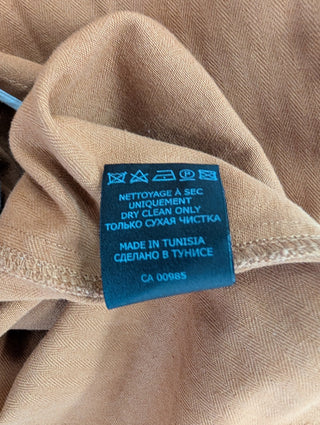 NETTOYAGE À SEC
UNIQUEMENT
DRY CLEAN ONLY
ТОЛЬКО СУХАЯ ЧИСТКА
MADE IN TUNISIA
СДЕЛАНО В ТУНИСЕ
CA 00985